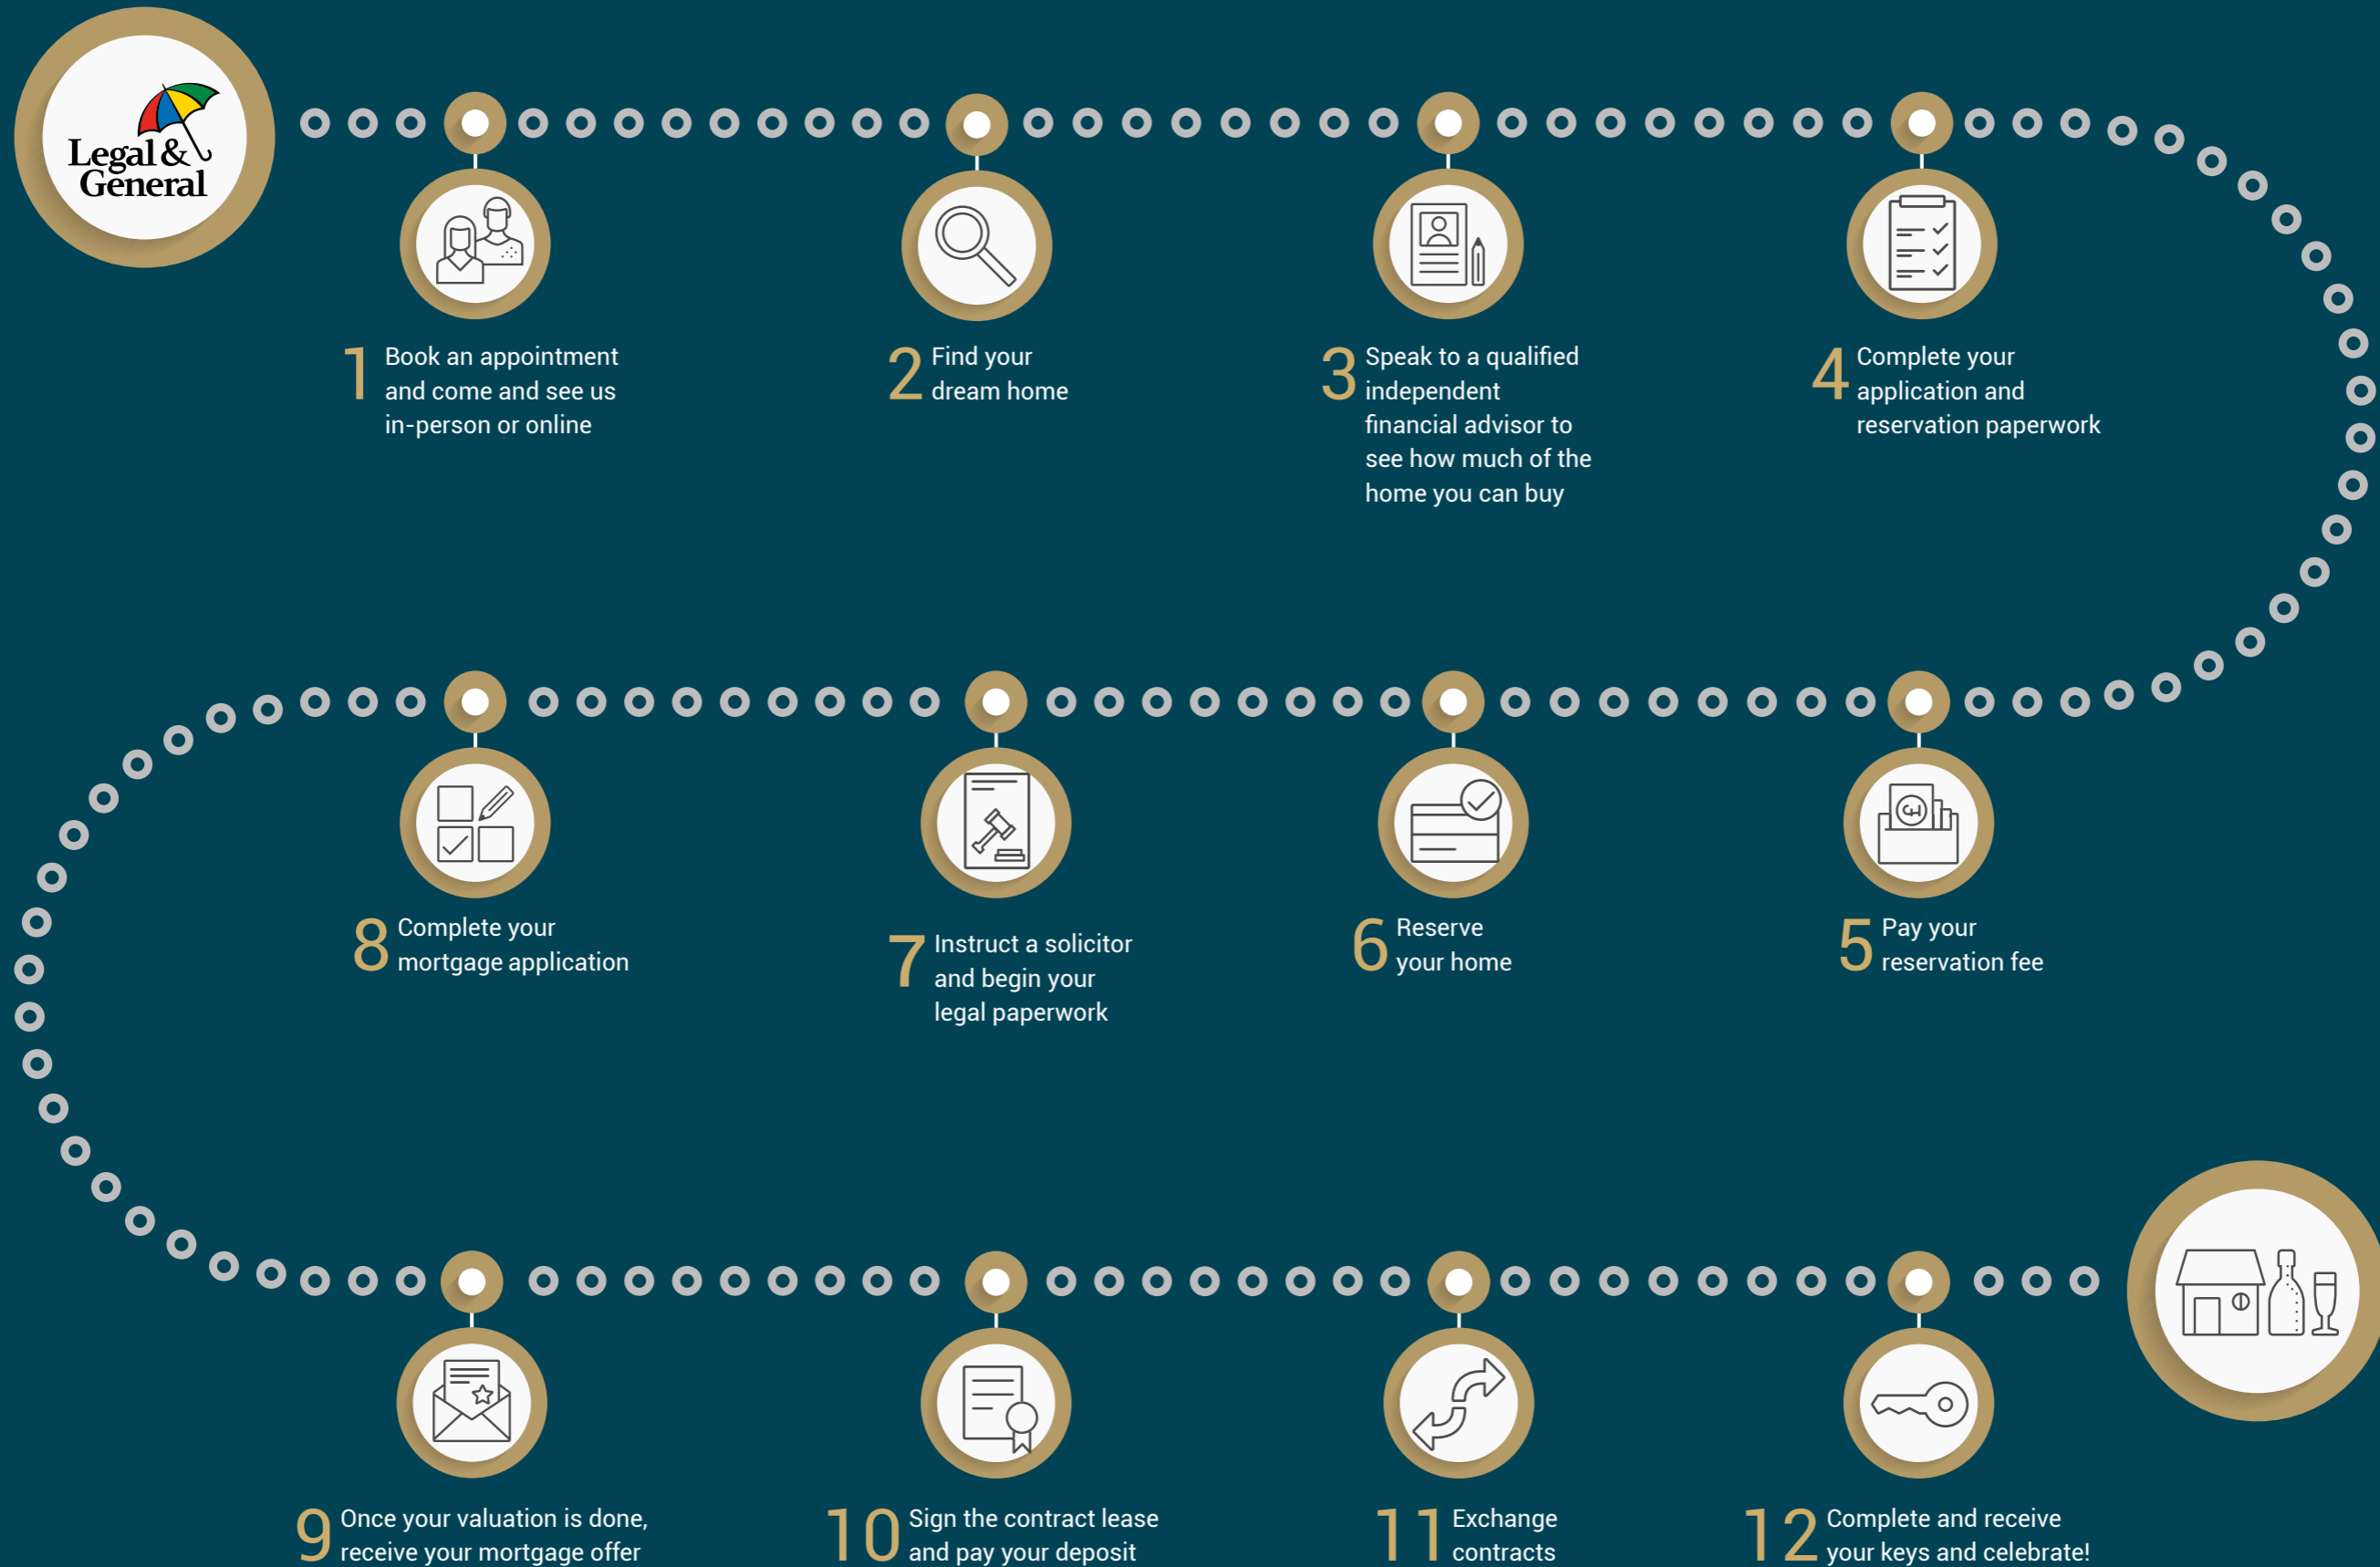 Legal &
General
1
Book an appointment
and come and see us
in-person or online
2
Find your
dream home
3
Speak to a qualified
independent
financial advisor to
see how much of the
home you can buy
4
Complete your
application and
reservation paperwork
5
Pay your
reservation fee
6
Reserve
your home
7
Instruct a solicitor
and begin your
legal paperwork
8
Complete your
mortgage application
9
Once your valuation is done,
receive your mortgage offer
10
Sign the contract lease
and pay your deposit
11
Exchange
contracts
12
Complete and receive
your keys and celebrate!